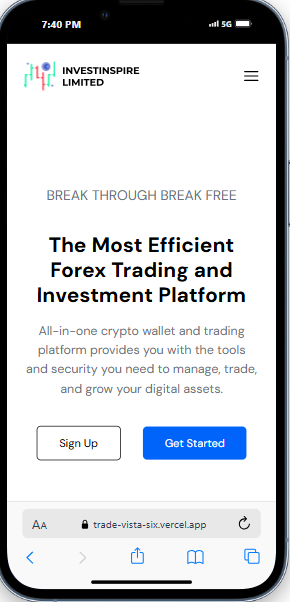 7:40 PM
5G
INVESTINSPIRE
LIMITED
BREAK THROUGH BREAK FREE
The Most Efficient
Forex Trading and
Investment Platform
All-in-one crypto wallet and trading
platform provides you with the tools
and security you need to manage, trade,
and grow your digital assets.
Sign Up
Get Started
AA
trade-vista-six.vercel.app